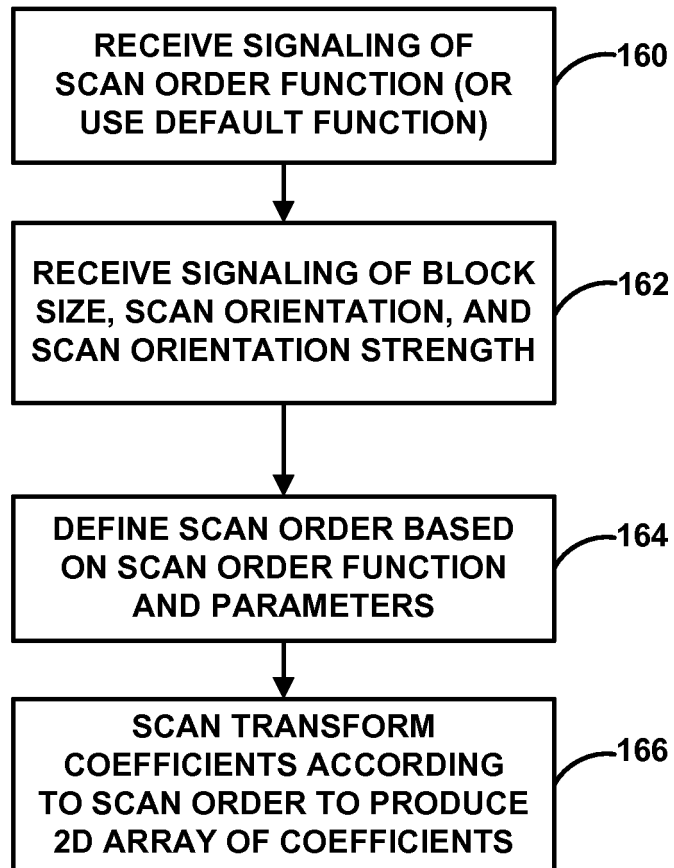 RECEIVE SIGNALING OF
SCAN ORDER FUNCTION (OR
USE DEFAULT FUNCTION)
160
RECEIVE SIGNALING OF BLOCK
SIZE, SCAN ORIENTATION, AND
SCAN ORIENTATION STRENGTH
162
DEFINE SCAN ORDER BASED
ON SCAN ORDER FUNCTION
AND PARAMETERS
164
SCAN TRANSFORM
COEFFICIENTS ACCORDING
TO SCAN ORDER TO PRODUCE
2D ARRAY OF COEFFICIENTS
166